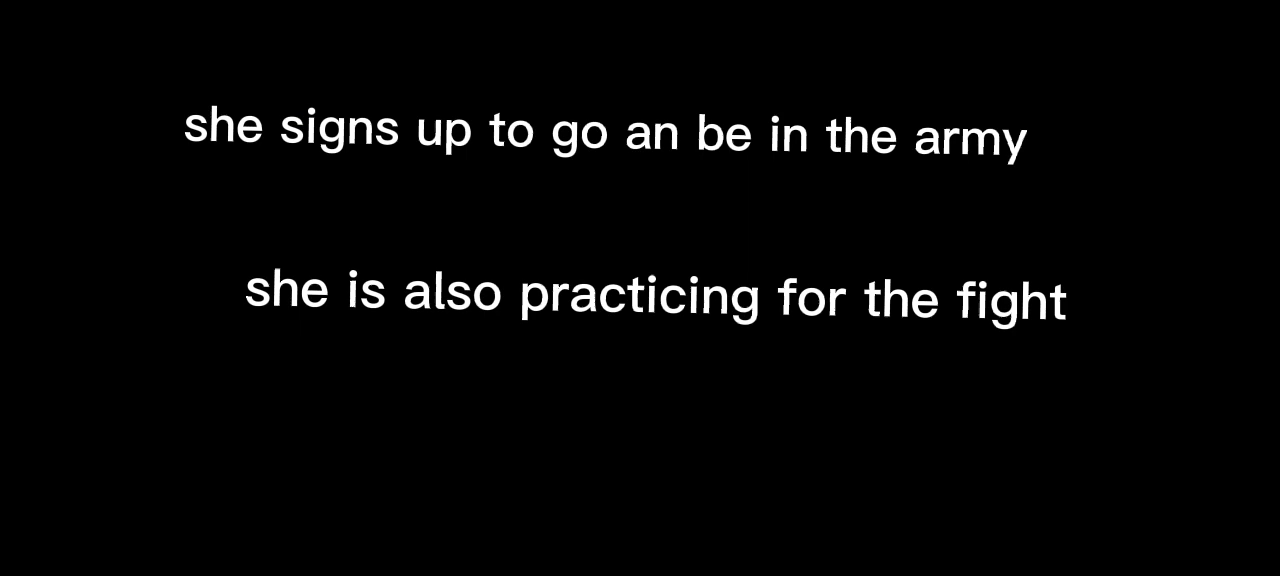 she signs up to go an be in the army
she is also practicing for the fight